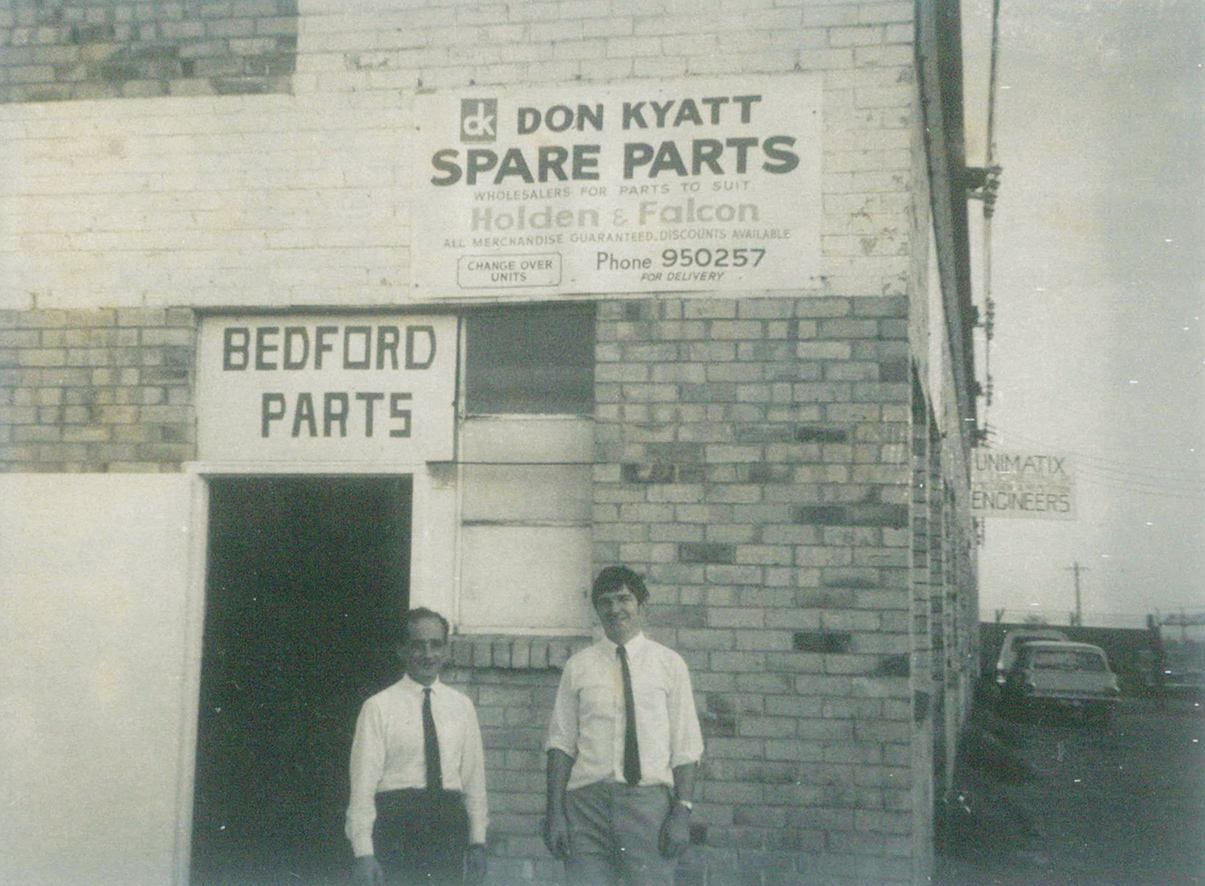 dk DON KYATT
SPARE PARTS
WHOLESALERS FOR PARTS TO SUIT
Holden & Falcon
ALL MERCHANDISE GUARANTEED. DISCOUNTS AVAILABLE
CHANGE OVER
UNITS
Phone 950257
FOR DELIVERY
BEDFORD
PARTS
UNIMATIX
ENGINEERS